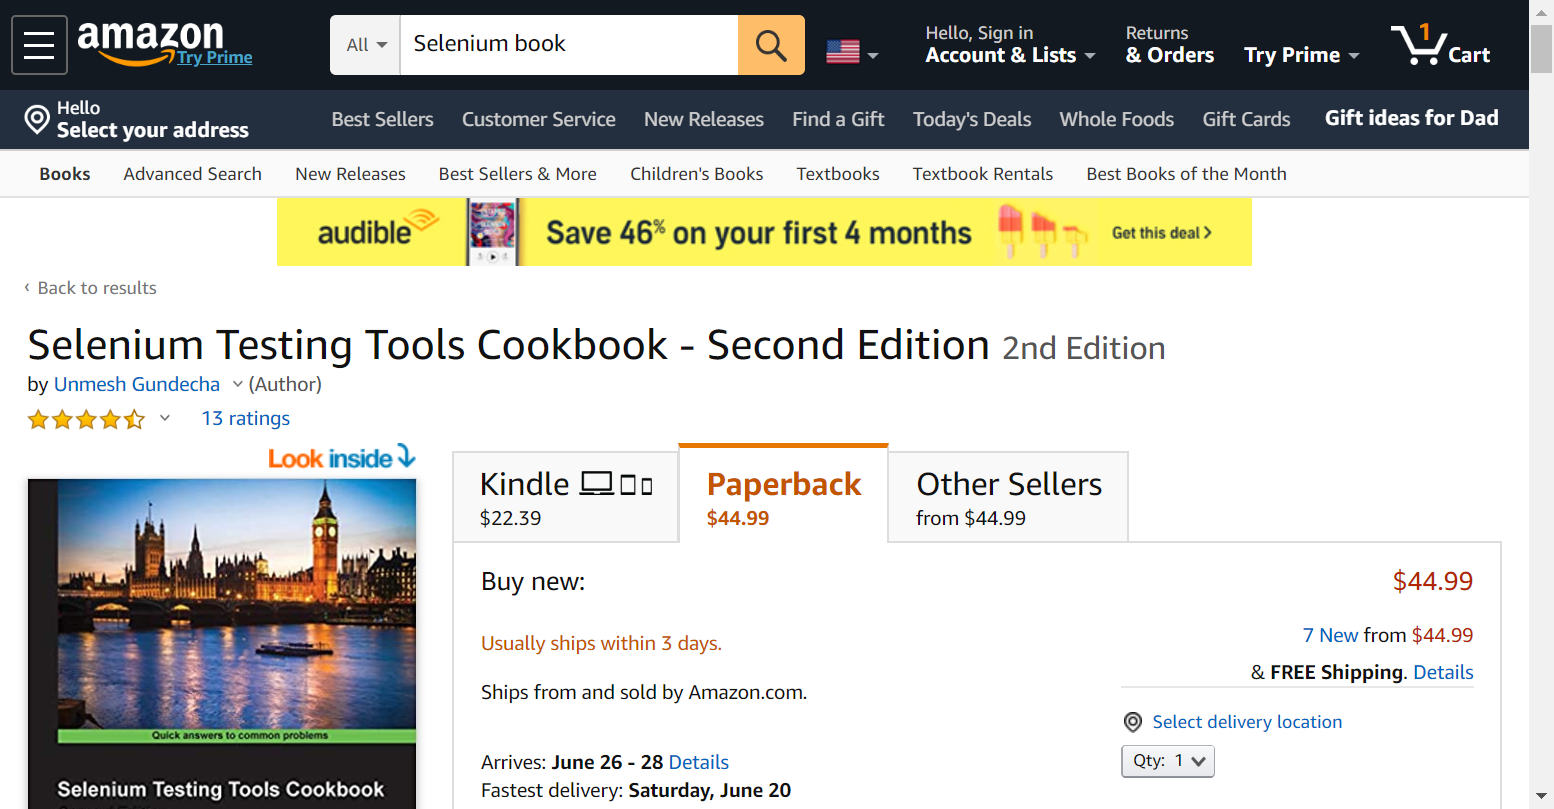 amazon
Try Prime
All
Selenium book
Hello, Sign in
Account & Lists
Returns
& Orders
Try Prime
1
Cart
Hello
Select your address
Best Sellers
Customer Service
New Releases
Find a Gift
Today's Deals
Whole Foods
Gift Cards
Gift ideas for Dad
Books
Advanced Search
New Releases
Best Sellers & More
Children's Books
Textbooks
Textbook Rentals
Best Books of the Month
audible
Save 46% on your first 4 months
Get this deal >
‹ Back to results
Selenium Testing Tools Cookbook - Second Edition 2nd Edition
by Unmesh Gundecha (Author)
13 ratings
Look inside
Quick answers to common problems
Selenium Testing Tools Cookbook
Kindle
$22.39
Paperback
$44.99
Other Sellers
from $44.99
Buy new:
$44.99
Usually ships within 3 days.
7 New from $44.99
& FREE Shipping. Details
Ships from and sold by Amazon.com.
Select delivery location
Qty: 1
Arrives: June 26 - 28 Details
Fastest delivery: Saturday, June 20